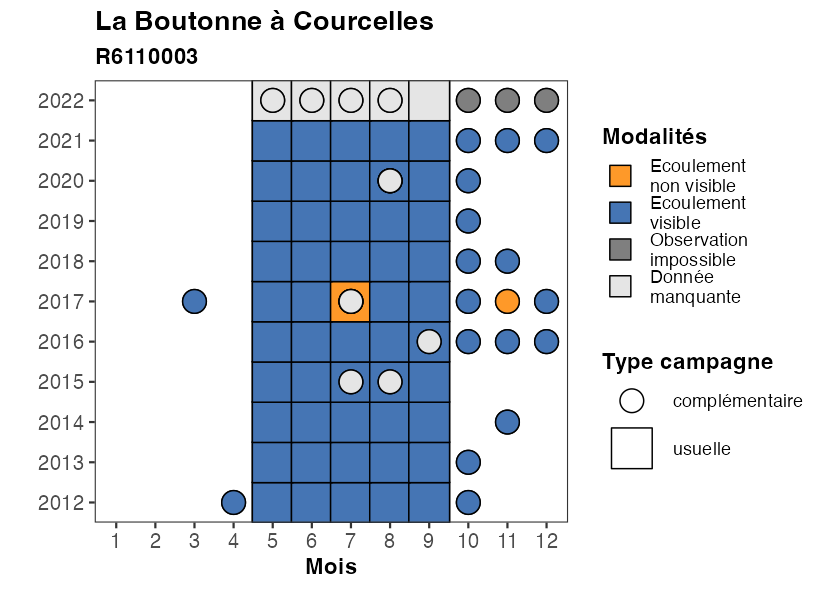 La Boutonne à Courcelles
R6110003
2022
2021
2020
2019
2018
2017
2016
2015
2014
2013
2012
1 2 3 4 5 6 7 8 9 10 11 12
Mois
Modalités
Ecoulement
non visible
Ecoulement
visible
Observation
impossible
Donnée
manquante
Type campagne
complémentaire
usuelle